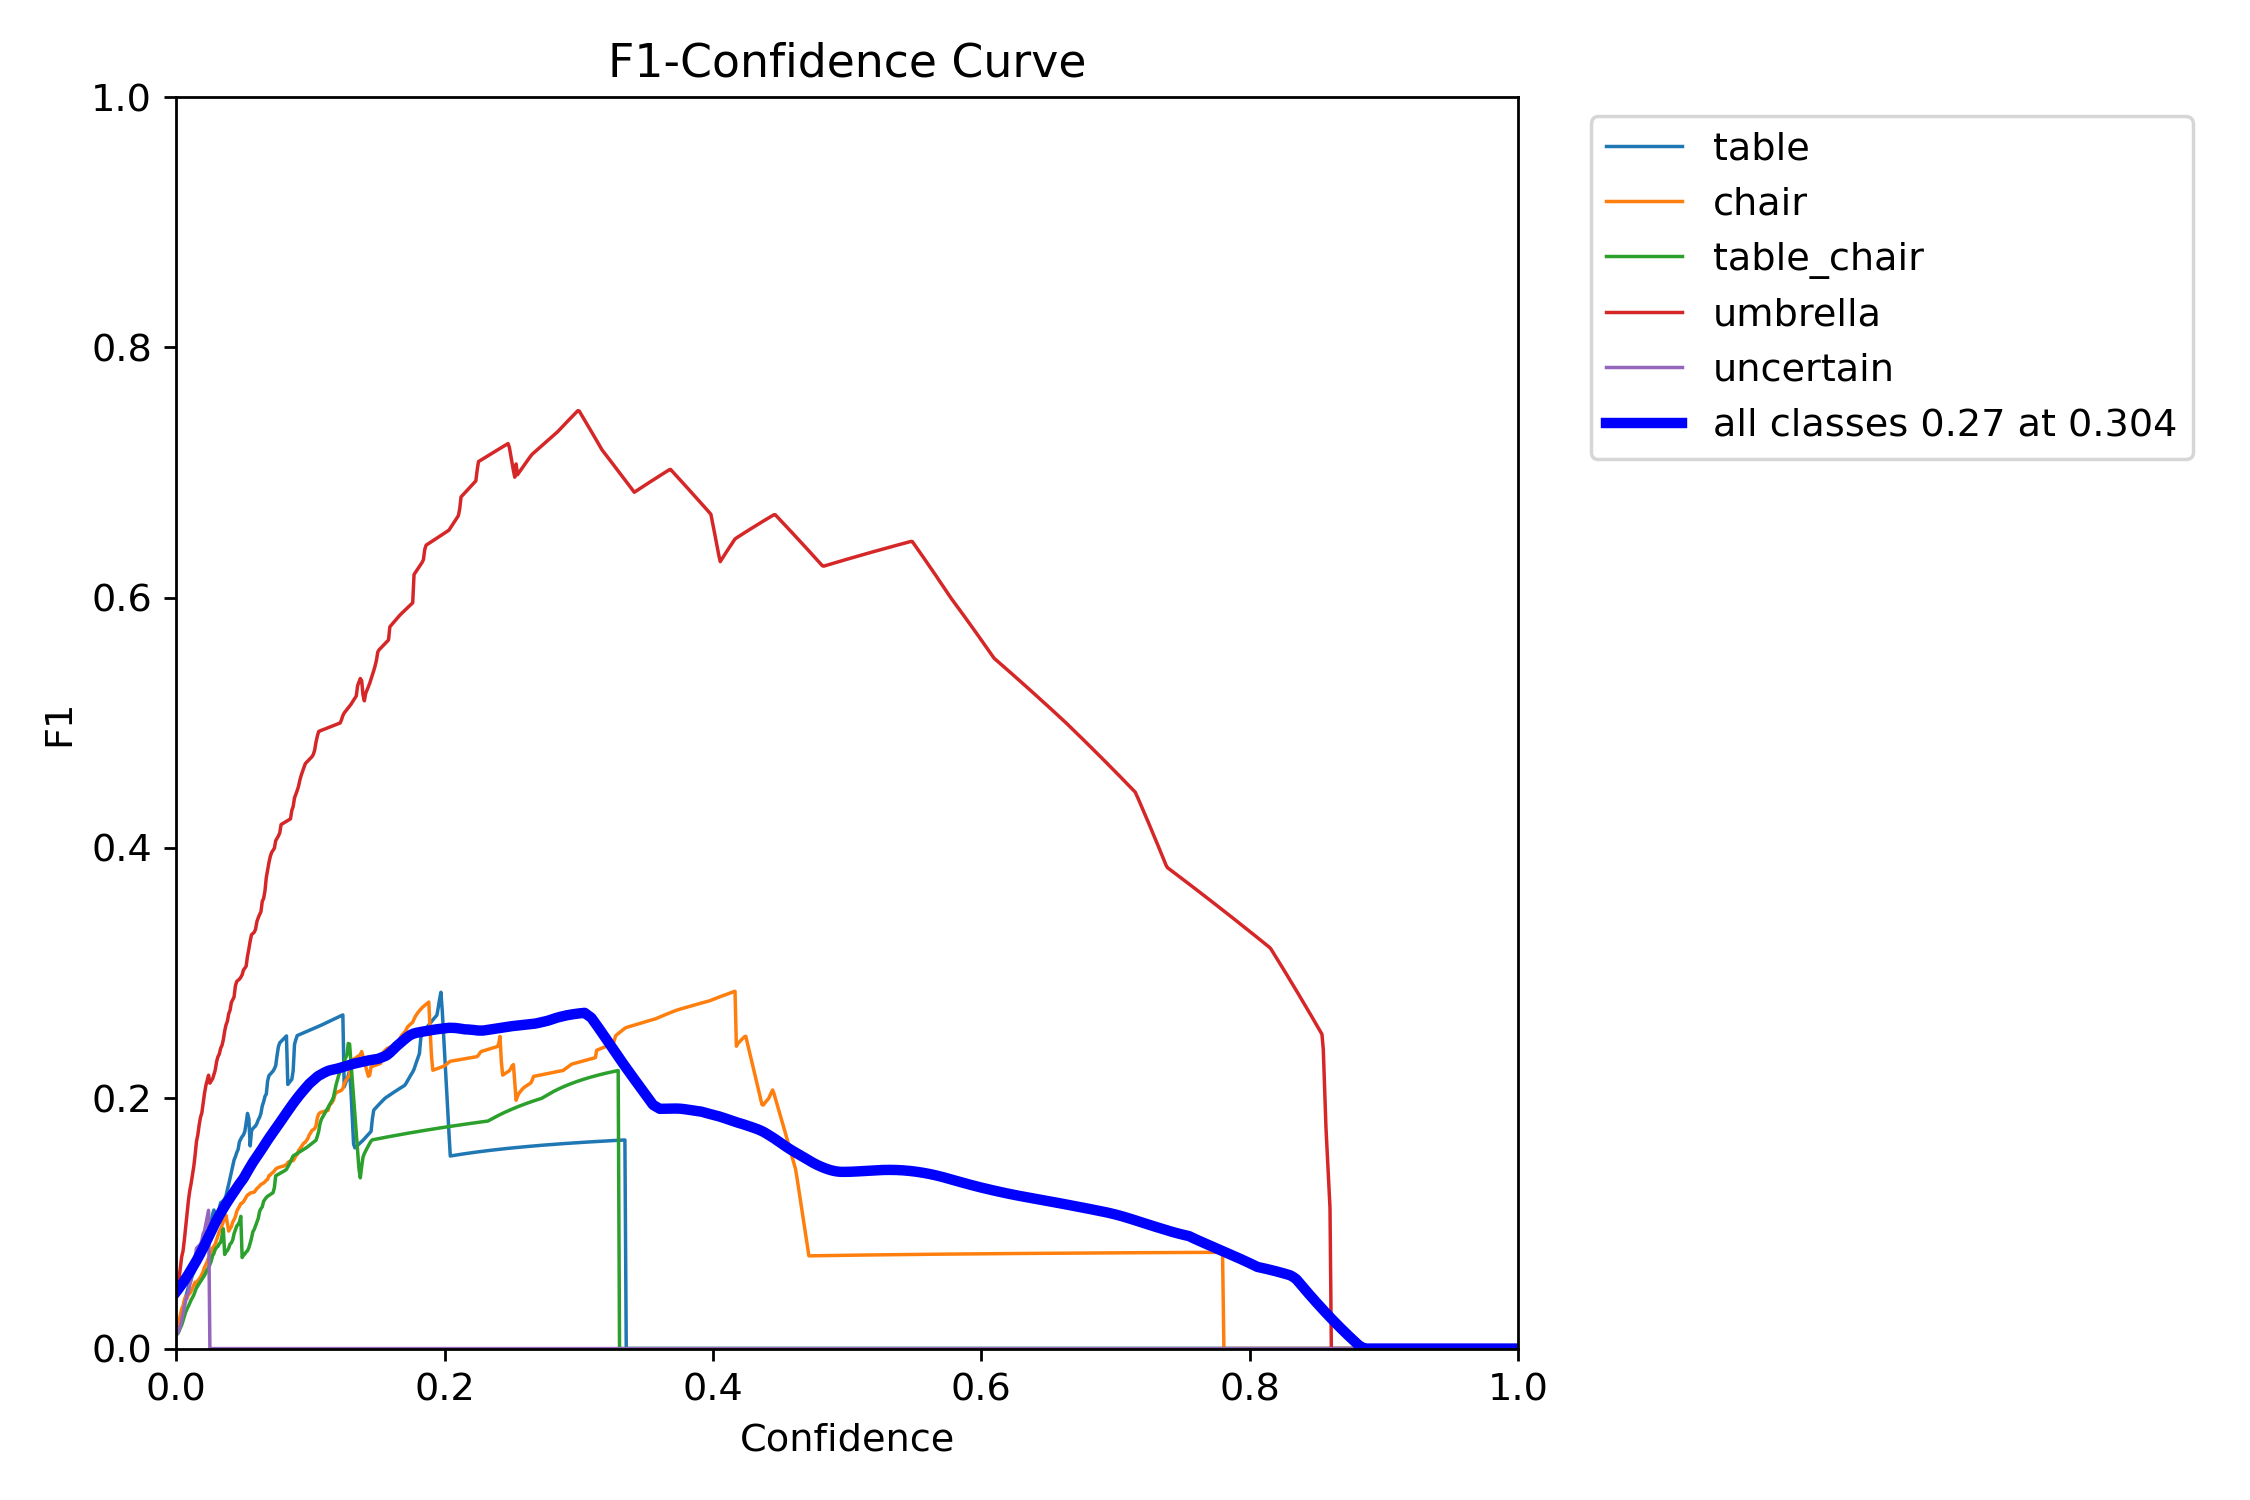 F1-Confidence Curve
1.0
0.8
0.6
0.4
0.2
0.0
F1
0.0 0.2 0.4 0.6 0.8 1.0
Confidence
table
chair
table_chair
umbrella
uncertain
all classes 0.27 at 0.304